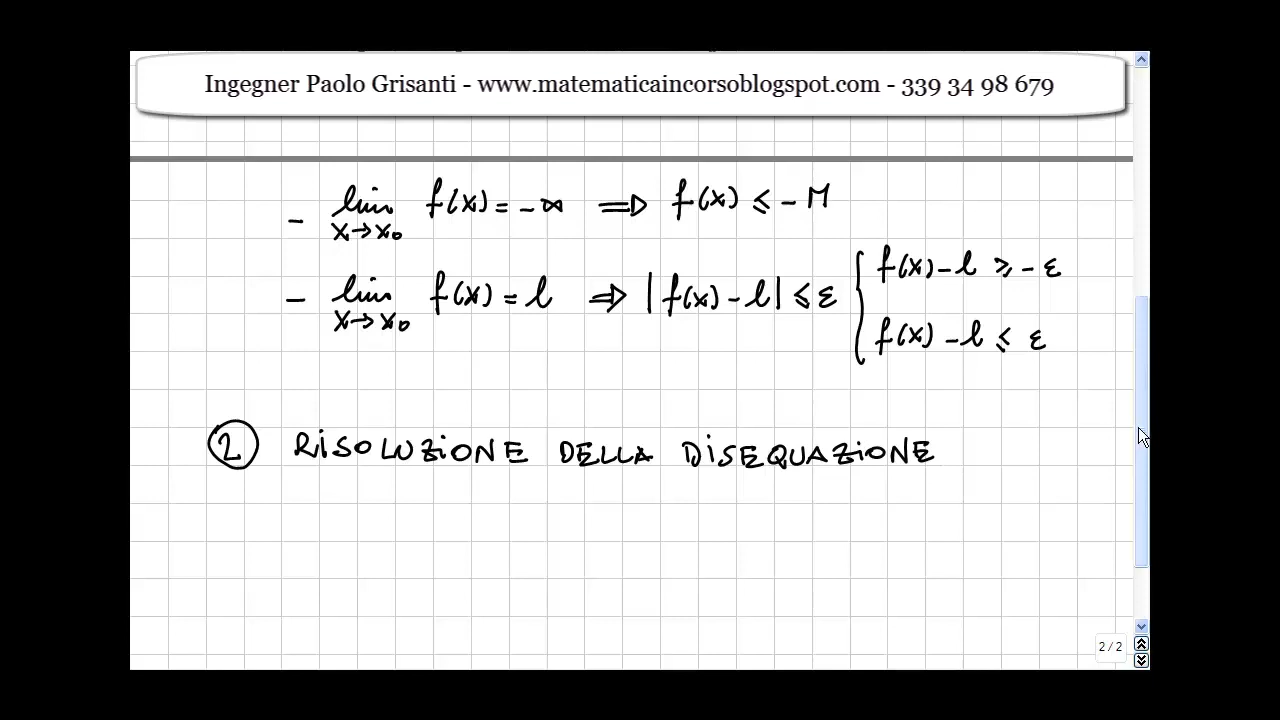 Ingegner Paolo Grisanti - www.matematicaincorsoblogspot.com - 339 34 98 679
- lim x→x₀ f(x) = -∞ ⟹ f(x) ≤ - M
- lim x→x₀ f(x) = l ⟹ |f(x) - l| ≤ ε { f(x) - l ≥ - ε
f(x) - l ≤ ε
2 RISOLUZIONE DELLA DISEQUAZIONE
2 / 2